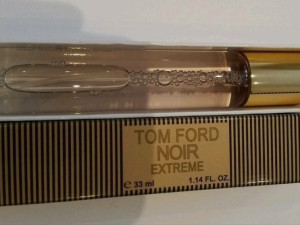 TOM FORD
NOIR
EXTREME
e 33 ml 1.14 FL. OZ.